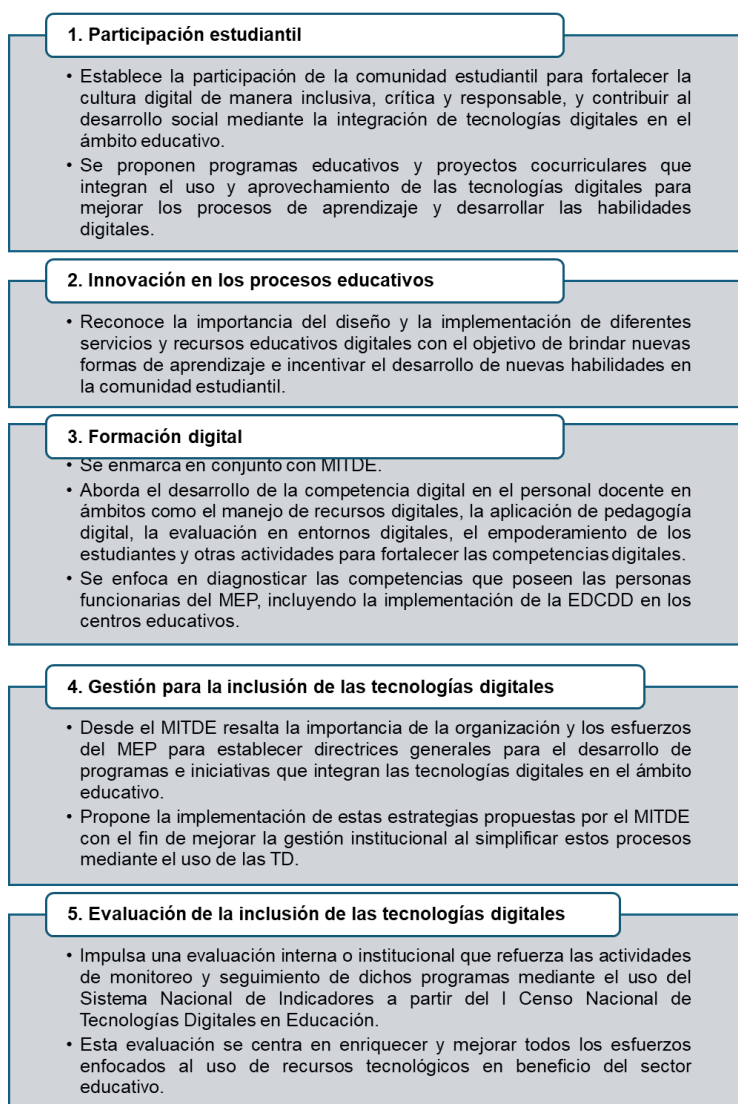 1. Participación estudiantil
• Establece la participación de la comunidad estudiantil para fortalecer la
cultura digital de manera inclusiva, crítica y responsable, y contribuir al
desarrollo social mediante la integración de tecnologías digitales en el
ámbito educativo.
• Se proponen programas educativos y proyectos cocurriculares que
integran el uso y aprovechamiento de las tecnologías digitales para
mejorar los procesos de aprendizaje y desarrollar las habilidades
digitales.
2. Innovación en los procesos educativos
• Reconoce la importancia del diseño y la implementación de diferentes
servicios y recursos educativos digitales con el objetivo de brindar nuevas
formas de aprendizaje e incentivar el desarrollo de nuevas habilidades en
la comunidad estudiantil.
3. Formación digital
• Se enmarca en conjunto con MITDE.
• Aborda el desarrollo de la competencia digital en el personal docente en
ámbitos como el manejo de recursos digitales, la aplicación de pedagogía
digital, la evaluación en entornos digitales, el empoderamiento de los
estudiantes y otras actividades para fortalecer las competencias digitales.
• Se enfoca en diagnosticar las competencias que poseen las personas
funcionarias del MEP, incluyendo la implementación de la EDCDD en los
centros educativos.
4. Gestión para la inclusión de las tecnologías digitales
• Desde el MITDE resalta la importancia de la organización y los esfuerzos
del MEP para establecer directrices generales para el desarrollo de
programas e iniciativas que integran las tecnologías digitales en el ámbito
educativo.
• Propone la implementación de estas estrategias propuestas por el MITDE
con el fin de mejorar la gestión institucional al simplificar estos procesos
mediante el uso de las TD.
5. Evaluación de la inclusión de las tecnologías digitales
• Impulsa una evaluación interna o institucional que refuerza las actividades
de monitoreo y seguimiento de dichos programas mediante el uso del
Sistema Nacional de Indicadores a partir del I Censo Nacional de
Tecnologías Digitales en Educación.
• Esta evaluación se centra en enriquecer y mejorar todos los esfuerzos
enfocados al uso de recursos tecnológicos en beneficio del sector
educativo.